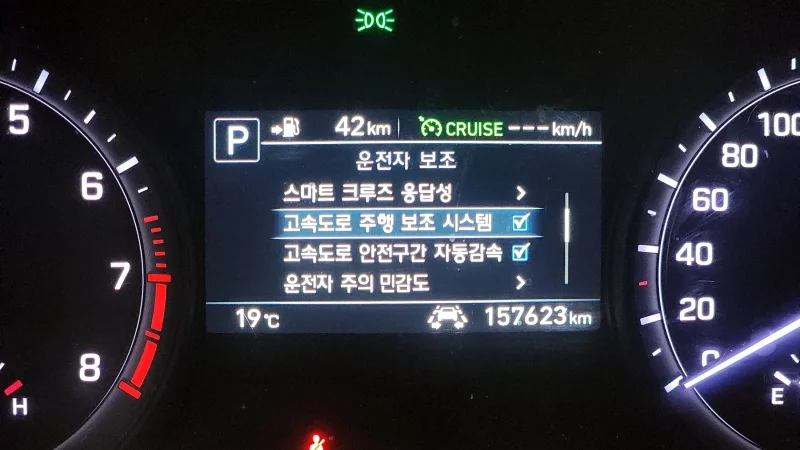 P 42km CRUISE ---km/h
운전자 보조
스마트 크루즈 응답성 >
고속도로 주행 보조 시스템
고속도로 안전구간 자동감속
운전자 주의 민감도 >
19℃ 157623km
5
6
7
8
H
100
80
60
40
20
0
E